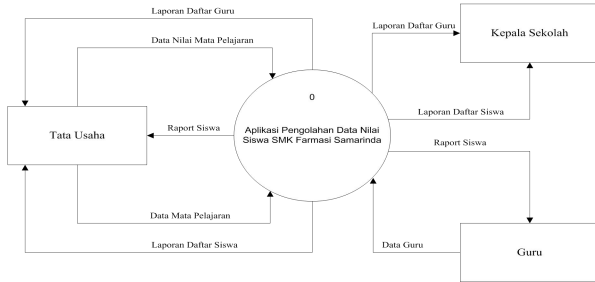 Laporan Daftar Guru
Data Nilai Mata Pelajaran
Laporan Daftar Guru
Kepala Sekolah
0
Aplikasi Pengolahan Data Nilai
Siswa SMK Farmasi Samarinda
Tata Usaha
Raport Siswa
Laporan Daftar Siswa
Raport Siswa
Data Mata Pelajaran
Laporan Daftar Siswa
Data Guru
Guru